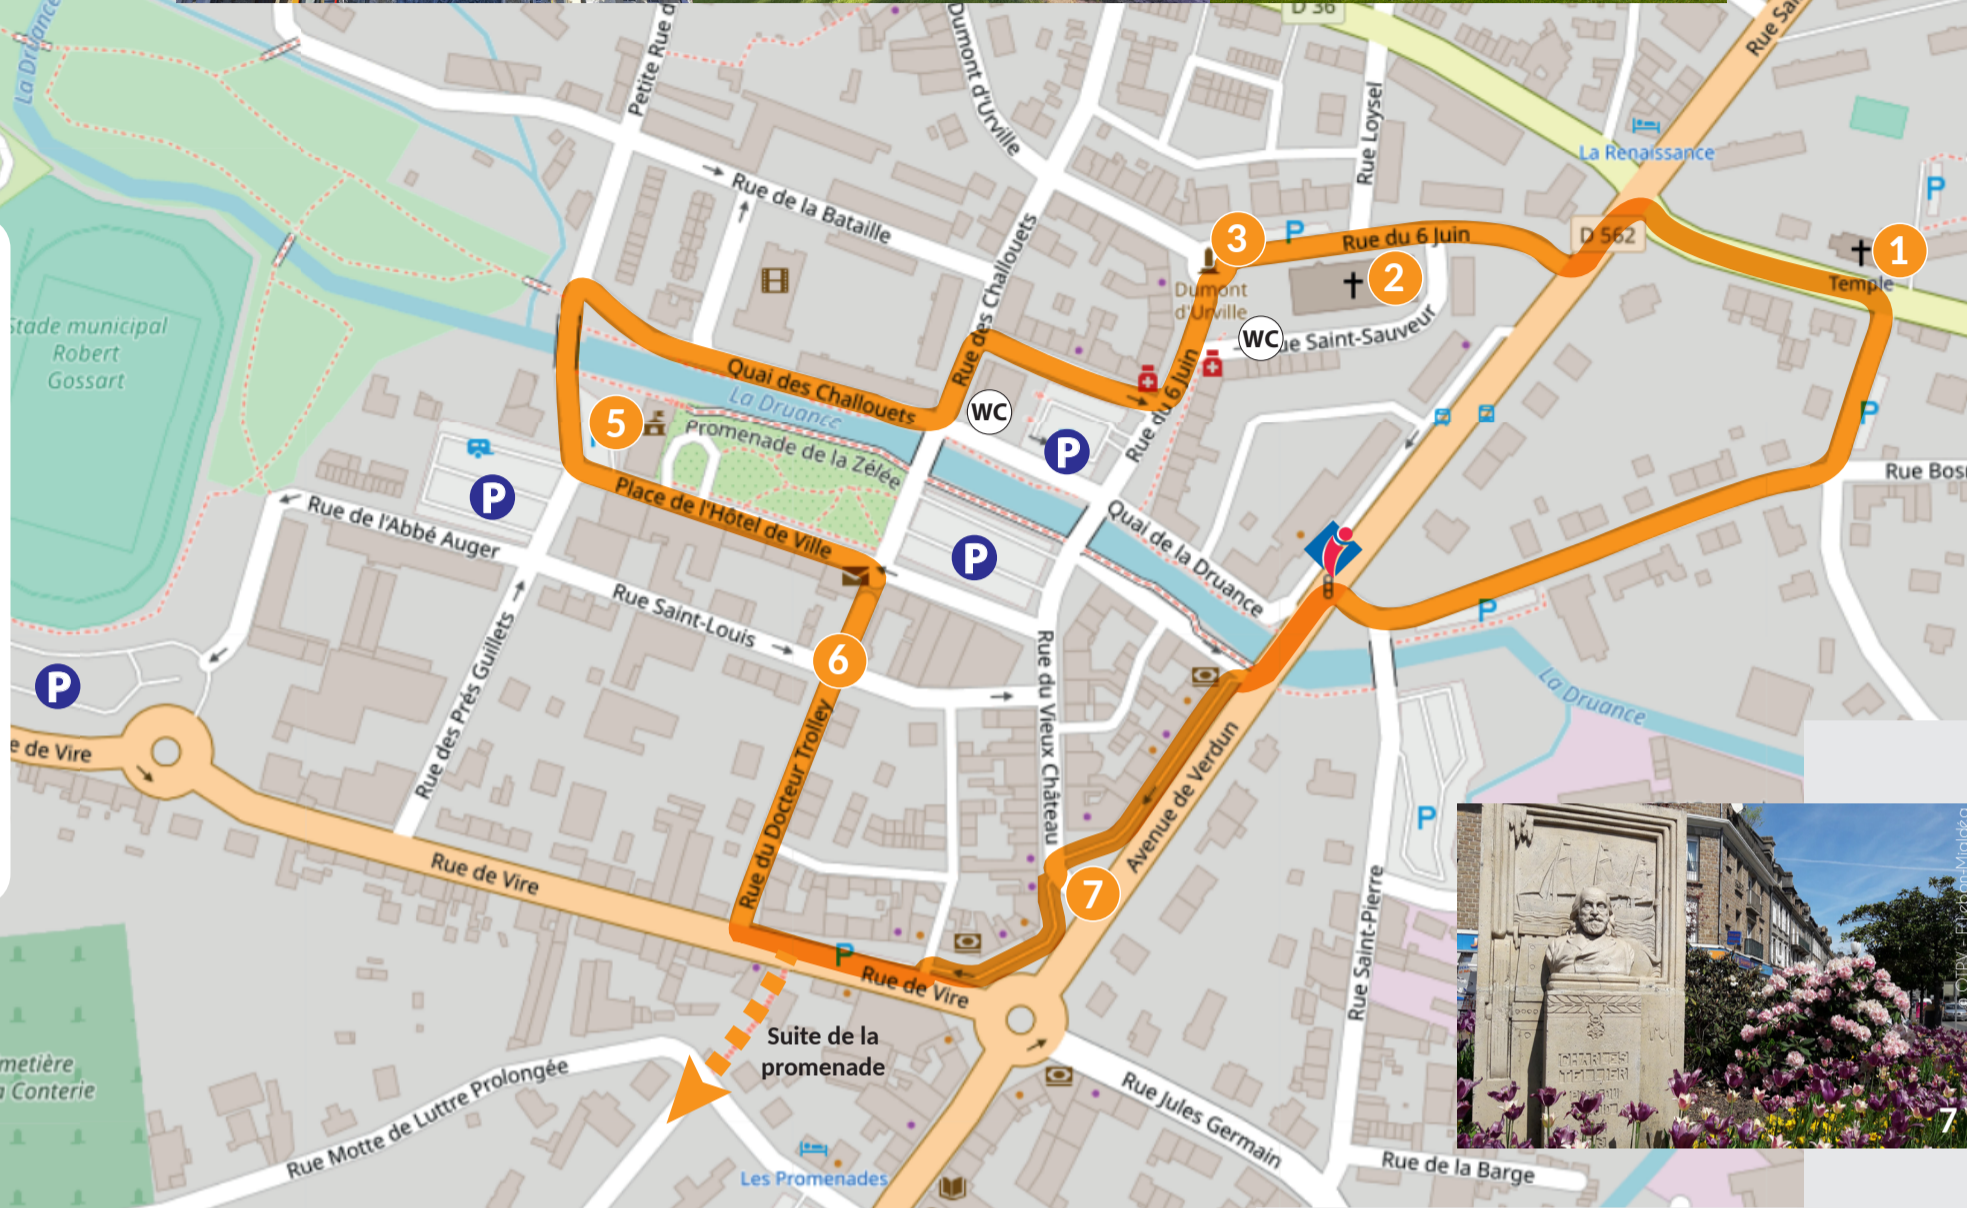 La Druance
D 36
Petite Rue d
Dumont d'Urville
Rue Loysel
La Renaissance
P
Rue de la Bataille
Rue des Challouets
3
P
Rue du 6 Juin
D 562
1
Temple
2
Dumont
d'Urville
WC
ue Saint-Sauveur
Stade municipal
Robert
Gossart
Quai des Challouets
La Druance
WC
Rue du 6 Juin
P
5
Promenade de la Zélée
P
P
Rue Bos
Place de l'Hôtel de Ville
Rue de l'Abbé Auger
P
Quai de la Druance
P
Rue Saint-Louis
6
Rue du Vieux Château
P
Rue des Prés Guillets
La Druance
e de Vire
Rue du Docteur Trolley
Avenue de Verdun
P
Rue de Vire
7
Rue Saint-Pierre
P
Rue de Vire
Suite de la
promenade
metière
a Conterie
Rue Motte de Luttre Prolongée
Rue Jules Germain
Les Promenades
Rue de la Barge
7